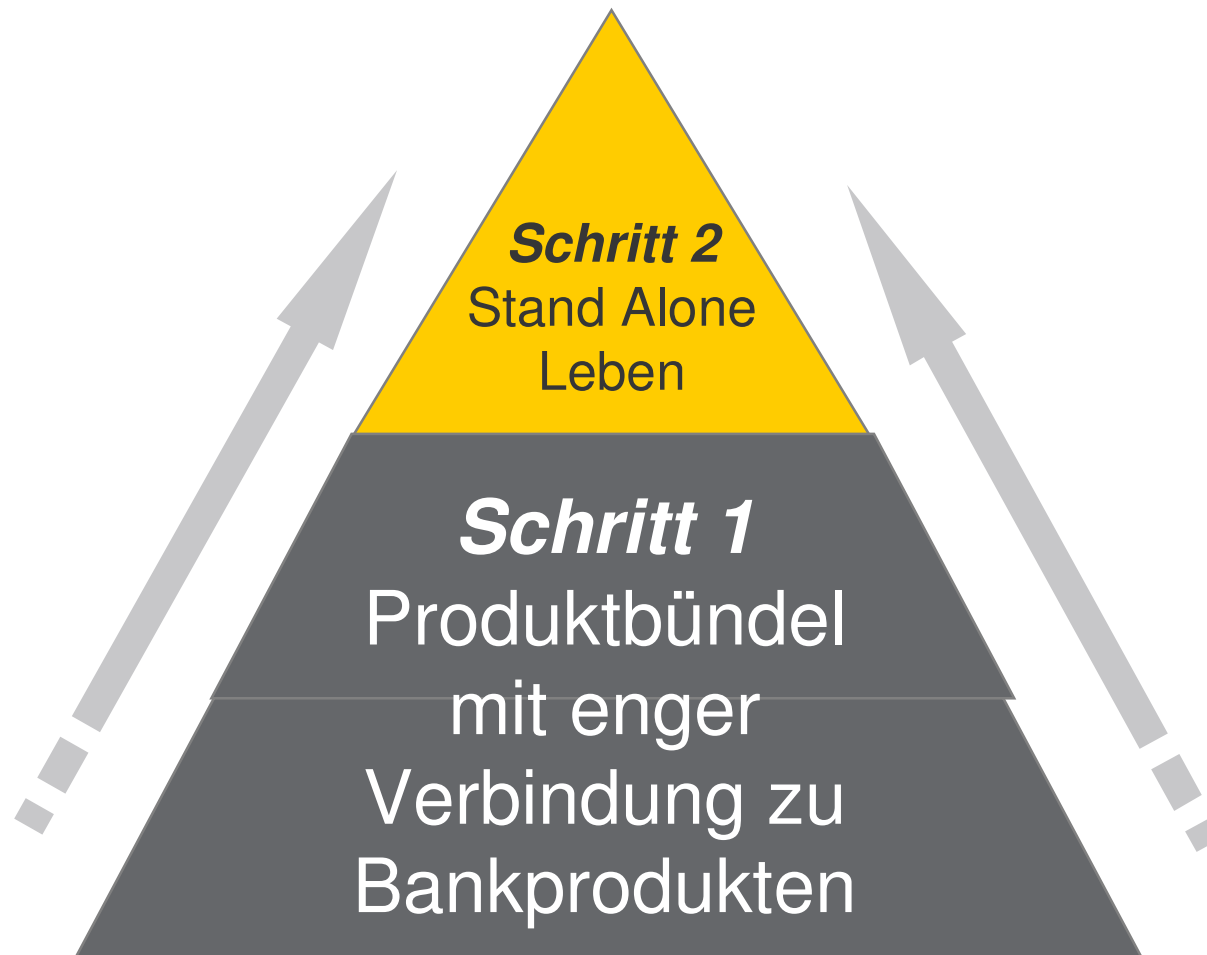 Schritt 2
Stand Alone
Leben
Schritt 1
Produktbündel
mit enger
Verbindung zu
Bankprodukten